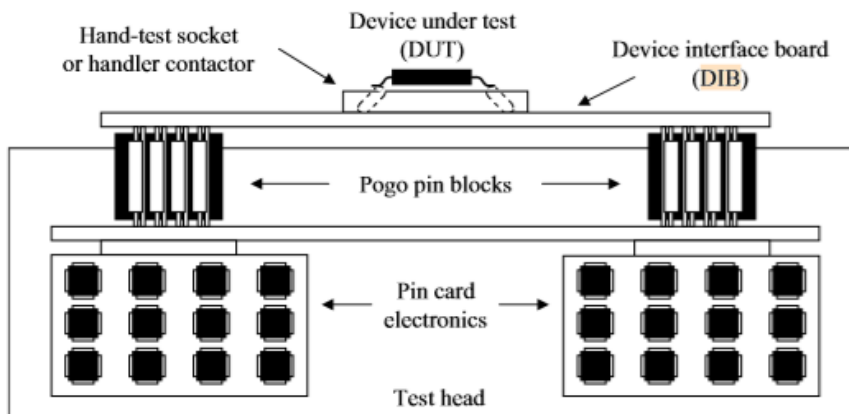 Device under test
(DUT)
Hand-test socket
or handler contactor
Device interface board
(DIB)
Pogo pin blocks
Pin card
electronics
Test head